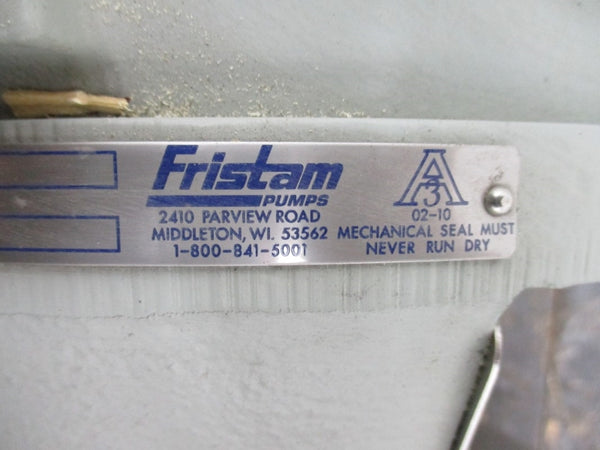 Fristam
PUMPS
2410 PARVIEW ROAD
MIDDLETON, WI. 53562
1-800-841-5001
A
3
02-10
MECHANICAL SEAL MUST
NEVER RUN DRY